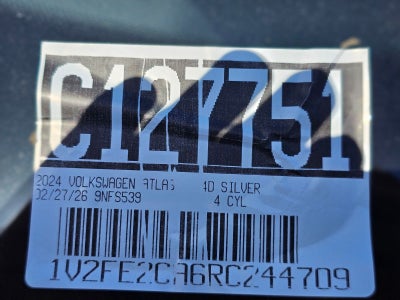 C127751
2024 VOLKSWAGEN ATLAS 4D SILVER
02/27/26 9NFS539 4 CYL
1V2FE2CA6RC244709